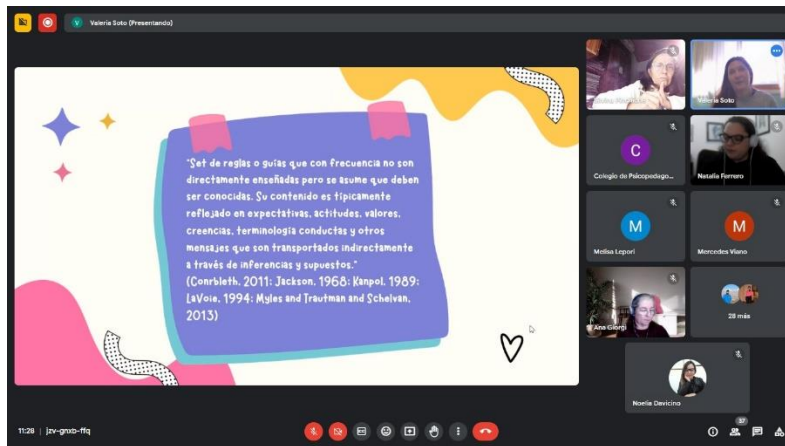 V Valeria Soto (Presentando)
"Set de reglas o guías que con frecuencia no son
directamente enseñadas pero se asume que deben
ser conocidas. Su contenido es típicamente
reflejado en expectativas, actitudes, valores,
creencias, terminología conductas y otros
mensajes que son transportados indirectamente
a través de inferencias y supuestos."
(Conrbleth, 2011: Jackson, 1968: Kanpol, 1989:
LaVoie, 1994: Myles and Trautman and Schelvan,
2013)
Valeria Soto
C
Colegio de Psicopedago...
Natalia Ferrero
M
Melisa Lepori
M
Mercedes Viano
Ana Giorgi
28 más
Noelia Davicino
11:28 | jzv-gnxb-ffq
37